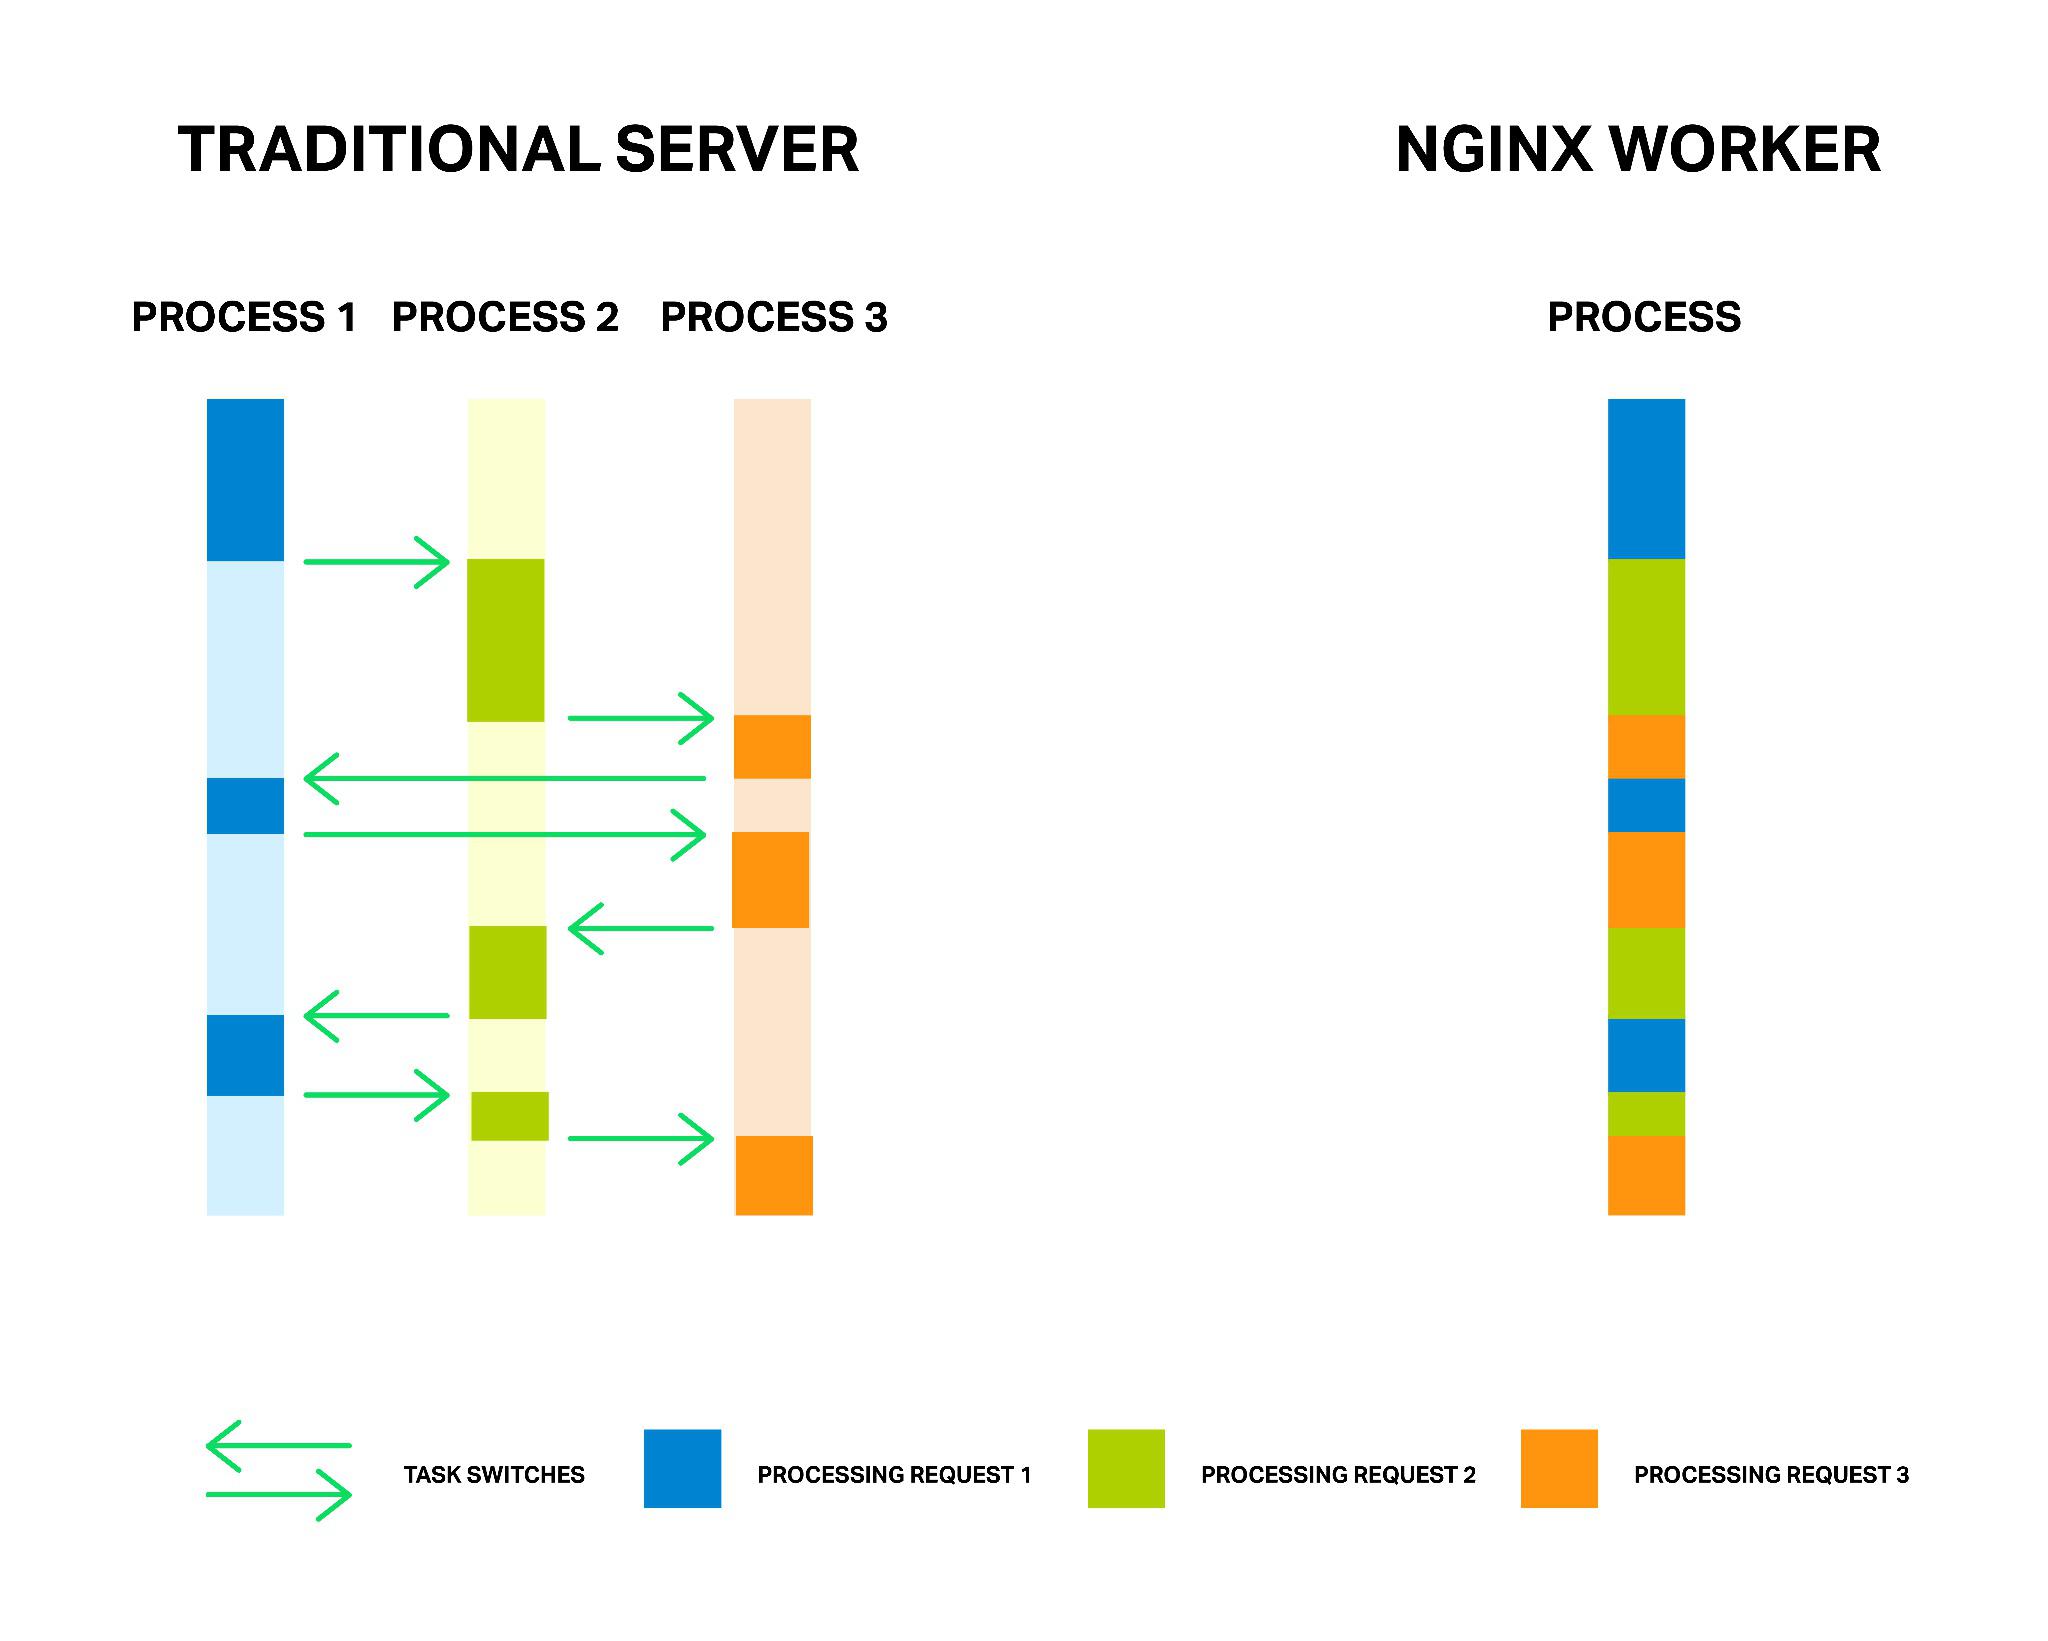 TRADITIONAL SERVER
NGINX WORKER
PROCESS 1
PROCESS 2
PROCESS 3
PROCESS
TASK SWITCHES
PROCESSING REQUEST 1
PROCESSING REQUEST 2
PROCESSING REQUEST 3